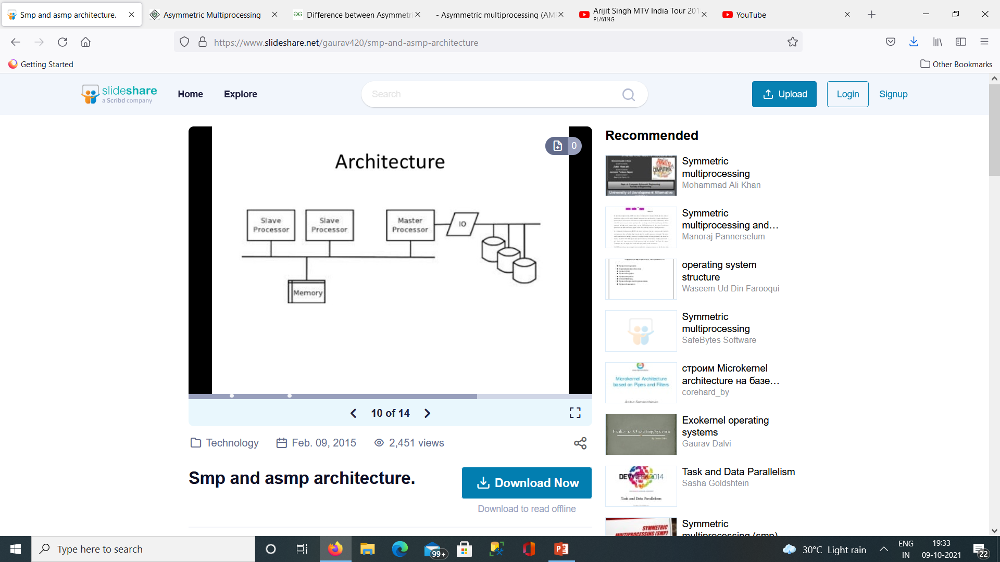 Smp and asmp architecture.
Asymmetric Multiprocessing
Difference between Asymmetri
- Asymmetric multiprocessing (AM
Arijit Singh MTV India Tour 201
PLAYING
YouTube
https://www.slideshare.net/gaurav420/smp-and-asmp-architecture
Getting Started
Other Bookmarks
slideshare
a Scribd company
Home
Explore
Search
Upload
Login
Signup
0
Architecture
Slave
Processor
Slave
Processor
Master
Processor
IO
Memory
10 of 14
Technology
Feb. 09, 2015
2,451 views
Smp and asmp architecture.
Download Now
Download to read offline
Recommended
Symmetric
multiprocessing
Mohammad Ali Khan
Symmetric
multiprocessing and…
Manoraj Pannerselum
operating system
structure
Waseem Ud Din Farooqui
Symmetric
multiprocessing
SafeBytes Software
Microkernel Architecture
based on Pipes and Filters
строим Microkernel
architecture на базе…
corehard_by
Exokernel operating
systems
Gaurav Dalvi
DEVWEEK2014
Task and Data Parallelism
Task and Data Parallelism
Sasha Goldshtein
SYMMETRIC
MULTIPROCESSING (SMP)
Symmetric
multiprocessing (smp)
Type here to search
99+
30°C Light rain
ENG
IN
19:33
09-10-2021
22